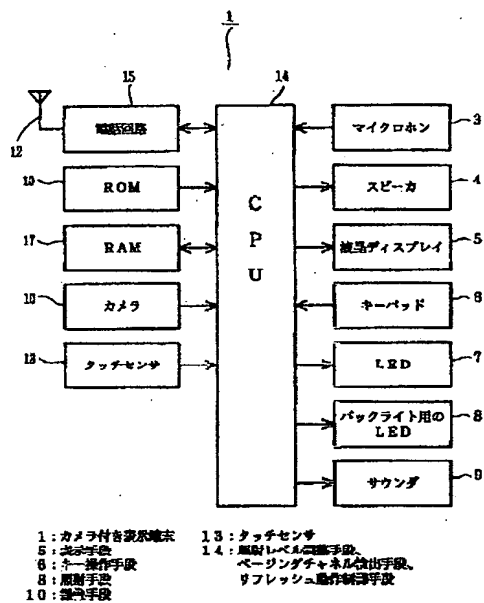 1
15
14
12
電話回路
マイクロホン
3
ROM
スピーカ
4
17
RAM
CPU
液晶ディスプレイ
5
カメラ
キーパッド
6
13
タッチセンサ
LED
7
バックライト用の
LED
8
サウンダ
9
1:カメラ付き表示端末
5:表示手段
6:キー操作手段
8:照射手段
10:撮像手段
13:タッチセンサ
14:照射レベル調整手段、
ページングチャネル検出手段、
リフレッシュ動作制御手段